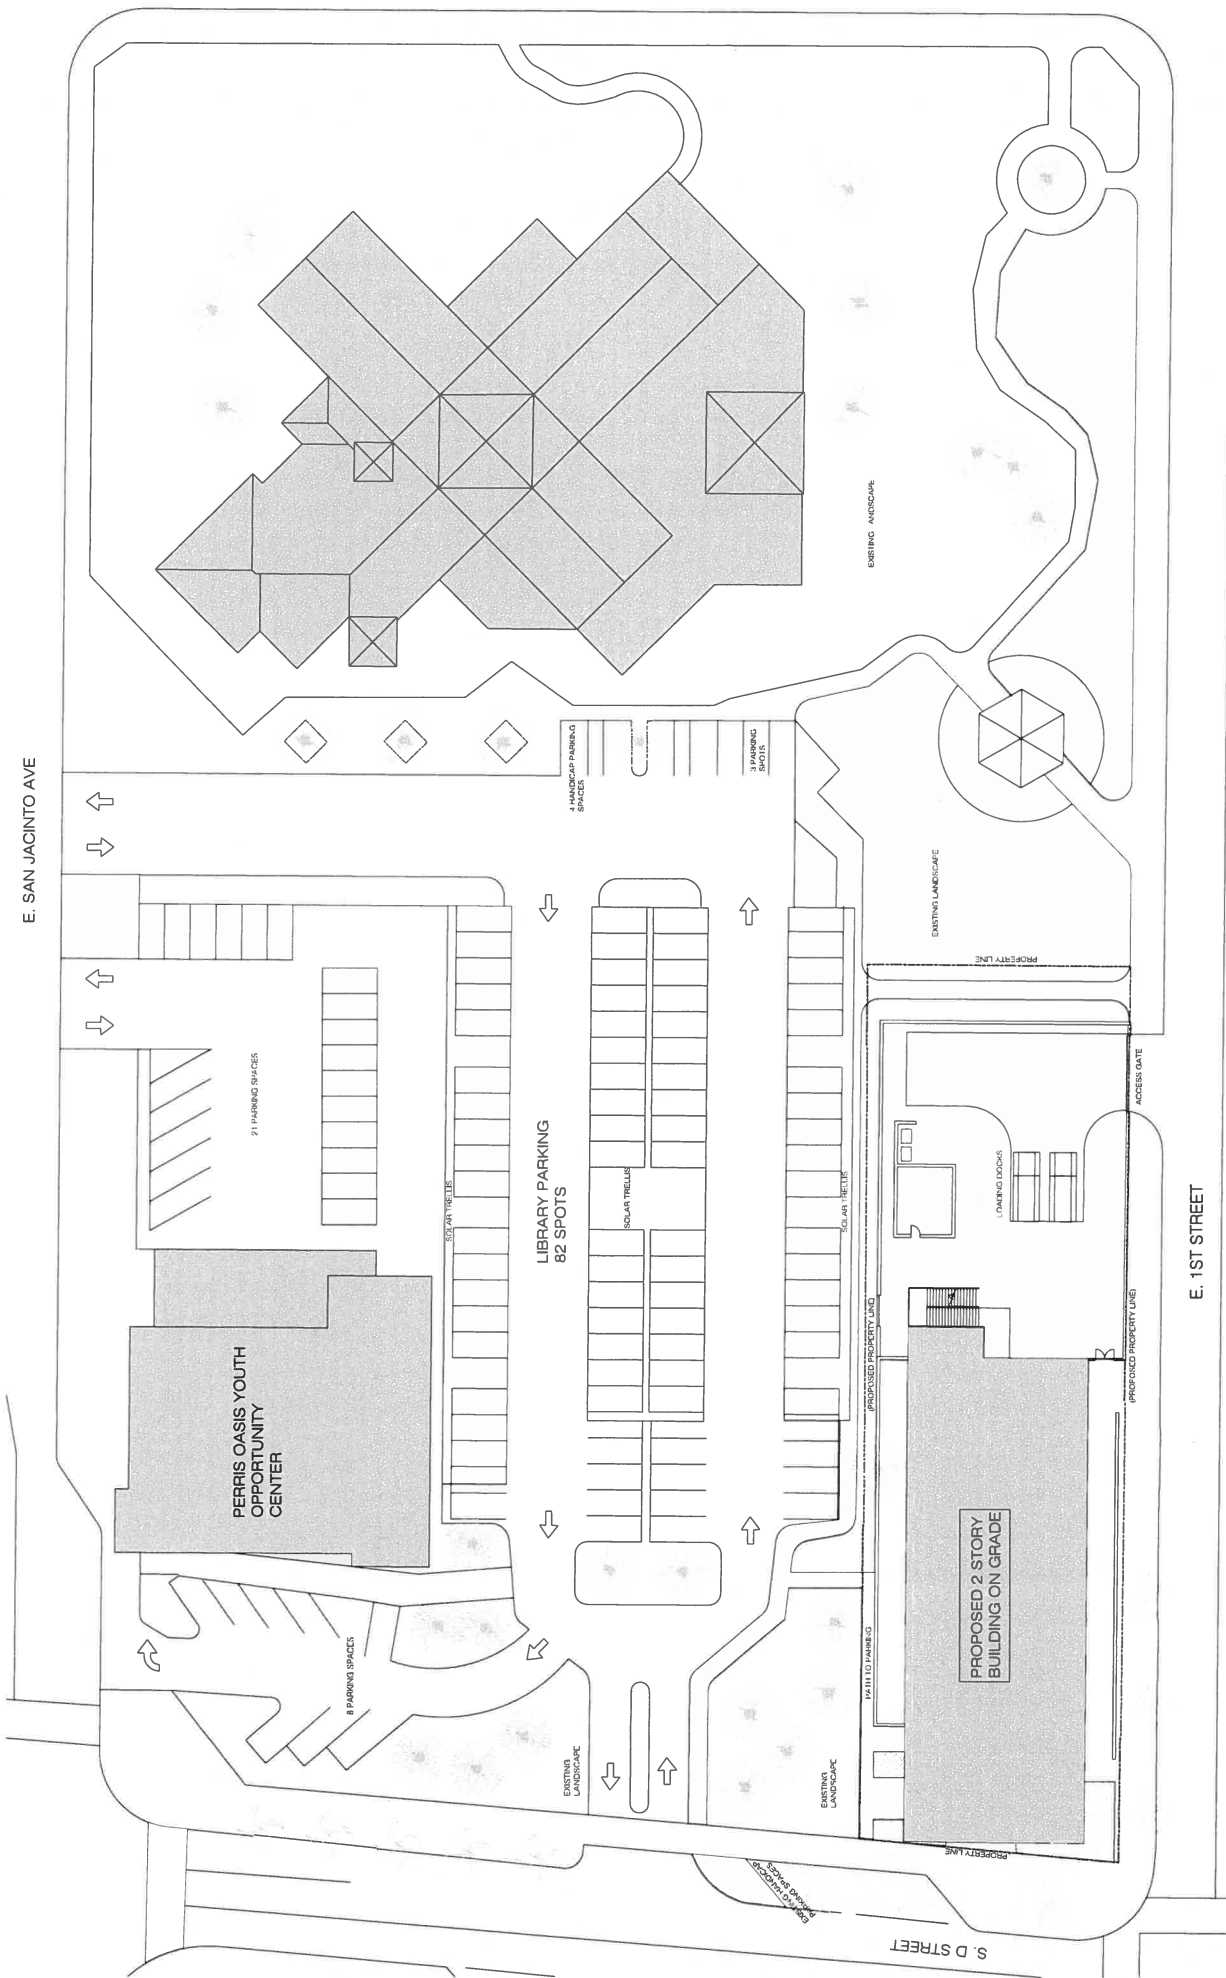 E. SAN JACINTO AVE
EXISTING ANDSCAPE
4 HANDICAP PARKING
SPACES
3 PARKING
SPOTS
EXISTING LANDSCAPE
PROPERTY LINE
21 PARKING SPACES
SOLAR TRELLIS
LIBRARY PARKING
82 SPOTS
SOLAR TRELLIS
SOLAR TRELLIS
ACCESS GATE
LOADING DOCKS
E. 1ST STREET
(PROPOSED PROPERTY LINE)
(PROPOSED PROPERTY LINE)
PERRIS OASIS YOUTH
OPPORTUNITY
CENTER
PROPOSED 2 STORY
BUILDING ON GRADE
PATH TO PARKING
8 PARKING SPACES
EXISTING
LANDSCAPE
EXISTING
LANDSCAPE
PROPERTY LINE
EXISTING HANDICAP
PARKING SPACES
S. D STREET